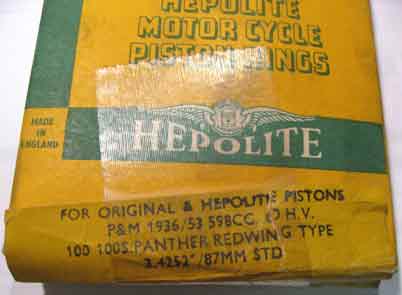 HEPOLITE
MOTOR CYCLE
PISTON RINGS
MADE
IN
ENGLAND
HEPOLITE
FOR ORIGINAL & HEPOLITE PISTONS
P&M 1936/53 598CC. O.H.V.
100 100S. PANTHER REDWING TYPE
3.4252"/87MM STD